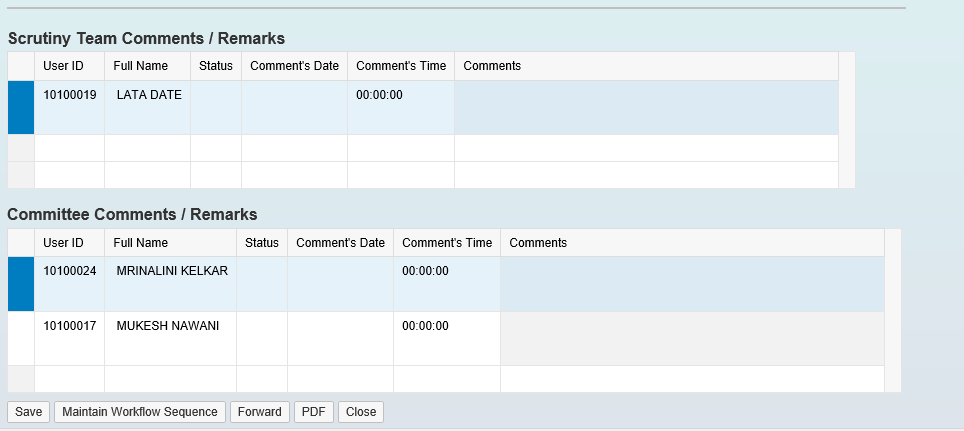 Scrutiny Team Comments / Remarks
User ID Full Name Status Comment's Date Comment's Time Comments
10100019 LATA DATE 00:00:00
Committee Comments / Remarks
User ID Full Name Status Comment's Date Comment's Time Comments
10100024 MRINALINI KELKAR 00:00:00
10100017 MUKESH NAWANI 00:00:00
Save Maintain Workflow Sequence Forward PDF Close